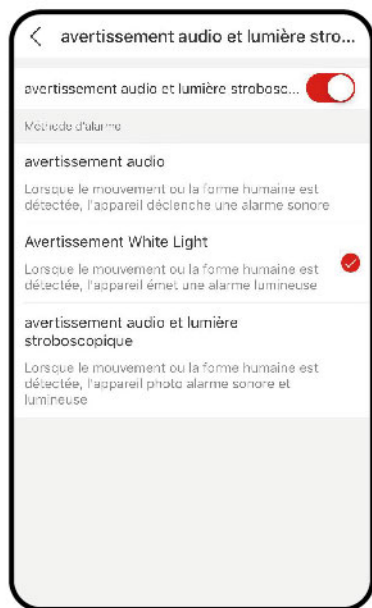 avertissement audio et lumière stro...
avertissement audio et lumière strobosc...
Méthode d'alarme
avertissement audio
Lorsque le mouvement ou la forme humaine est
détectée, l'appareil déclenche une alarme sonore
Avertissement White Light
Lorsque le mouvement ou la forme humaine est
détectée, l'appareil émet une alarme lumineuse
avertissement audio et lumière
stroboscopique
Lorsque le mouvement ou la forme humaine est
détectée, l'appareil photo alarme sonore et
lumineuse